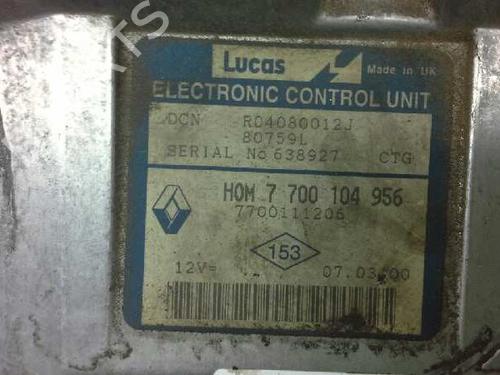 Lucas
Made in UK
ELECTRONIC CONTROL UNIT
DCN R04080012J
80759L
SERIAL No 638927 CTG
HOM 7 700 104 956
7700111206
153
12V= 07.03.00